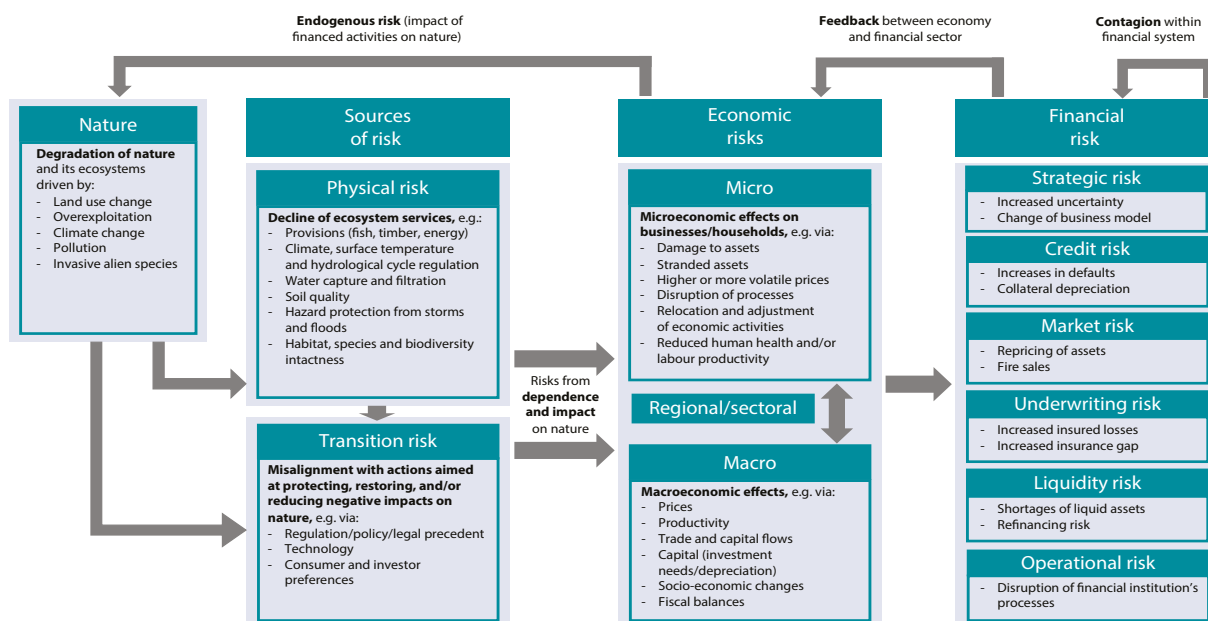 Endogenous risk (impact of
financed activities on nature)
Feedback between economy
and financial sector
Contagion within
financial system
Nature
Degradation of nature
and its ecosystems
driven by:
- Land use change
- Overexploitation
- Climate change
- Pollution
- Invasive alien species
Sources
of risk
Physical risk
Decline of ecosystem services, e.g.:
- Provisions (fish, timber, energy)
- Climate, surface temperature
and hydrological cycle regulation
- Water capture and filtration
- Soil quality
- Hazard protection from storms
and floods
- Habitat, species and biodiversity
intactness
Transition risk
Misalignment with actions aimed
at protecting, restoring, and/or
reducing negative impacts on
nature, e.g. via:
- Regulation/policy/legal precedent
- Technology
- Consumer and investor
preferences
Risks from
dependence
and impact
on nature
Economic
risks
Micro
Microeconomic effects on
businesses/households, e.g. via:
- Damage to assets
- Stranded assets
- Higher or more volatile prices
- Disruption of processes
- Relocation and adjustment
of economic activities
- Reduced human health and/or
labour productivity
Regional/sectoral
Macro
Macroeconomic effects, e.g. via:
- Prices
- Productivity
- Trade and capital flows
- Capital (investment
needs/depreciation)
- Socio-economic changes
- Fiscal balances
Financial
risk
Strategic risk
- Increased uncertainty
- Change of business model
Credit risk
- Increases in defaults
- Collateral depreciation
Market risk
- Repricing of assets
- Fire sales
Underwriting risk
- Increased insured losses
- Increased insurance gap
Liquidity risk
- Shortages of liquid assets
- Refinancing risk
Operational risk
- Disruption of financial institution's
processes